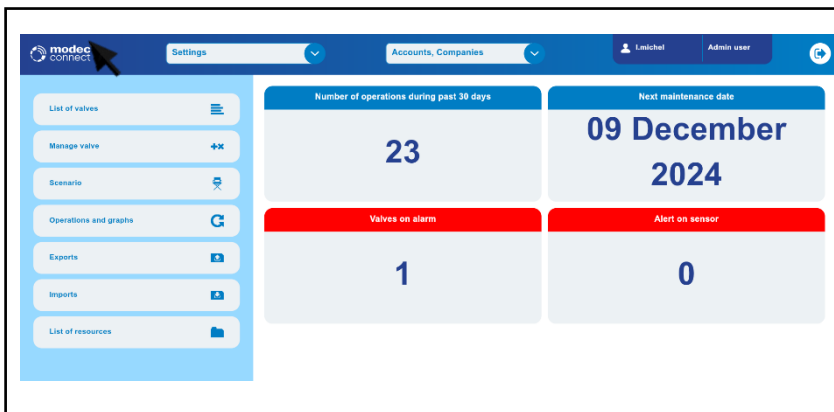 modec
connect
Settings
Accounts, Companies
l.michel
Admin user
List of valves
Manage valve
Scenario
Operations and graphs
Exports
Imports
List of resources
Number of operations during past 30 days
23
Next maintenance date
09 December
2024
Valves on alarm
1
Alert on sensor
0